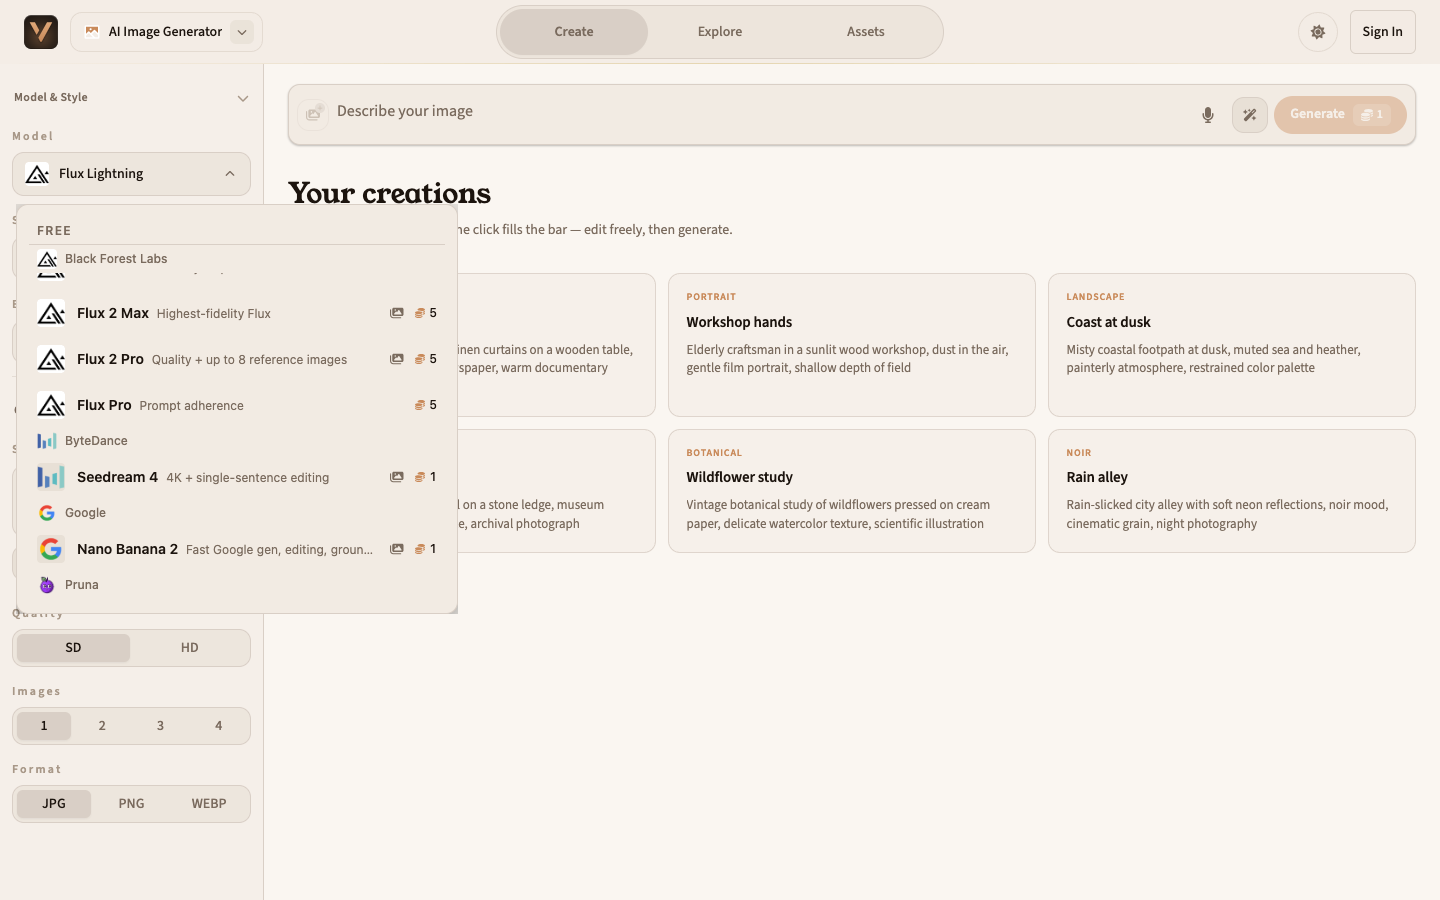 AI Image Generator
Create
Explore
Assets
Sign In
Model & Style
Model
Flux Lightning
Describe your image
Generate 1
Your creations
click fills the bar — edit freely, then generate.
FREE
Black Forest Labs
Flux 2 Max Highest-fidelity Flux 5
Flux 2 Pro Quality + up to 8 reference images 5
Flux Pro Prompt adherence 5
ByteDance
Seedream 4 4K + single-sentence editing 1
Google
Nano Banana 2 Fast Google gen, editing, groun... 1
Pruna
curtains on a wooden table,
warm documentary
PORTRAIT
Workshop hands
Elderly craftsman in a sunlit wood workshop, dust in the air,
gentle film portrait, shallow depth of field
LANDSCAPE
Coast at dusk
Misty coastal footpath at dusk, muted sea and heather,
painterly atmosphere, restrained color palette
on a stone ledge, museum
archival photograph
BOTANICAL
Wildflower study
Vintage botanical study of wildflowers pressed on cream
paper, delicate watercolor texture, scientific illustration
NOIR
Rain alley
Rain-slicked city alley with soft neon reflections, noir mood,
cinematic grain, night photography
Quality
SD
HD
Images
1
2
3
4
Format
JPG
PNG
WEBP